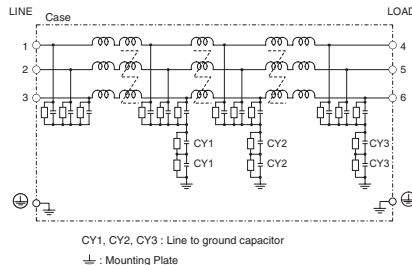 LINE
LOAD
Case
1
4
2
5
3
6
CY1
CY2
CY3
CY1
CY2
CY3
CY1, CY2, CY3 : Line to ground capacitor
: Mounting Plate